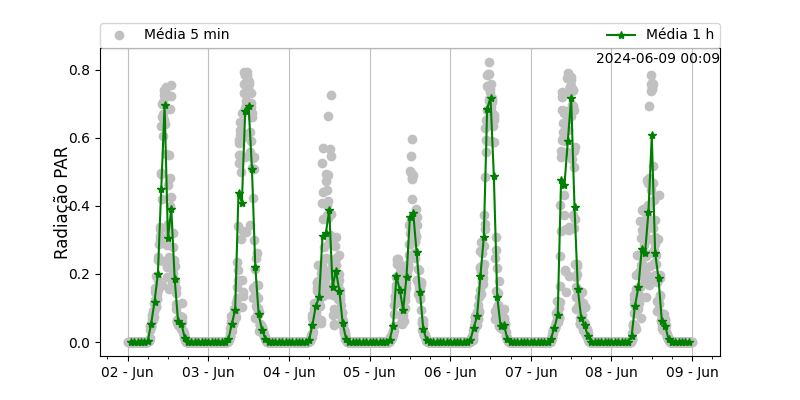 Média 5 min
Média 1 h
2024-06-09 00:09
Radiação PAR
0.8
0.6
0.4
0.2
0.0
02 - Jun
03 - Jun
04 - Jun
05 - Jun
06 - Jun
07 - Jun
08 - Jun
09 - Jun